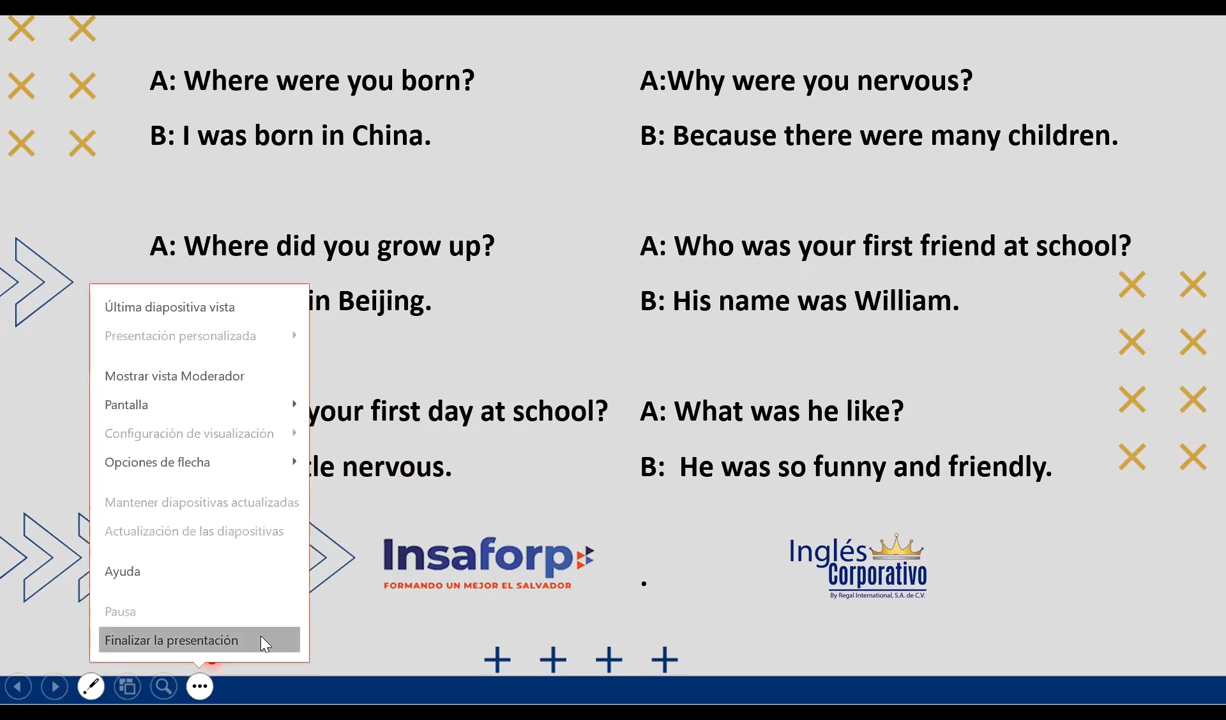 A: Where were you born?
B: I was born in China.
A: Where did you grow up?
in Beijing.
your first day at school?
nervous.
A:Why were you nervous?
B: Because there were many children.
A: Who was your first friend at school?
B: His name was William.
A: What was he like?
B: He was so funny and friendly.
Última diapositiva vista
Presentación personalizada
Mostrar vista Moderador
Pantalla
Configuración de visualización
Opciones de flecha
Mantener diapositivas actualizadas
Actualización de las diapositivas
Ayuda
Pausa
Finalizar la presentación
Insaforp
FORMANDO UN MEJOR EL SALVADOR
.
Inglés
Corporativo
By Regal International, S.A. de C.V.